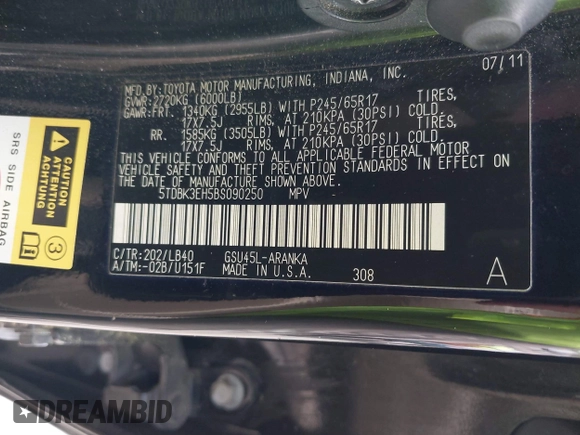 MFD.BY:TOYOTA MOTOR MANUFACTURING, INDIANA, INC. 07/11
GVWR:2720KG (6000LB)
GAWR:FRT. 1340KG (2955LB) WITH P245/65R17 TIRES,
17X7.5J RIMS, AT 210KPA (30PSI) COLD.
RR. 1585KG (3505LB) WITH P245/65R17 TIRES,
17X7.5J RIMS, AT 210KPA (30PSI) COLD.
THIS VEHICLE CONFORMS TO ALL APPLICABLE FEDERAL MOTOR
VEHICLE SAFETY AND THEFT PREVENTION STANDARDS IN EFFECT
ON THE DATE OF MANUFACTURE SHOWN ABOVE.
5TDBK3EH5BS090250 MPV
C/TR:202/LB40 GSU45L-ARANKA
A/TM:-02B/U151F MADE IN U.S.A. 308 A
SRS SIDE AIRBAG
CAUTION
ATTENTION
ACHTUNG
3
DREAMBID